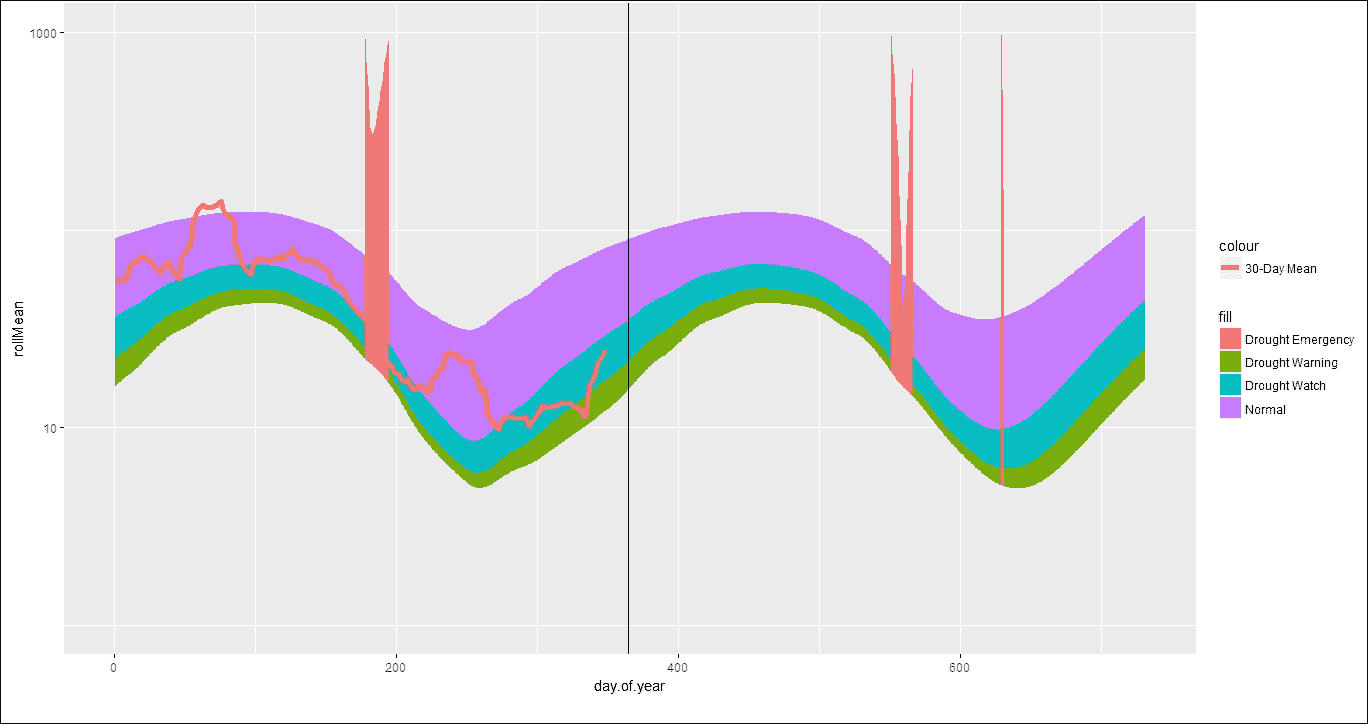 1000
10
rollMean
0
200
400
600
day.of.year
colour
30-Day Mean
fill
Drought Emergency
Drought Warning
Drought Watch
Normal